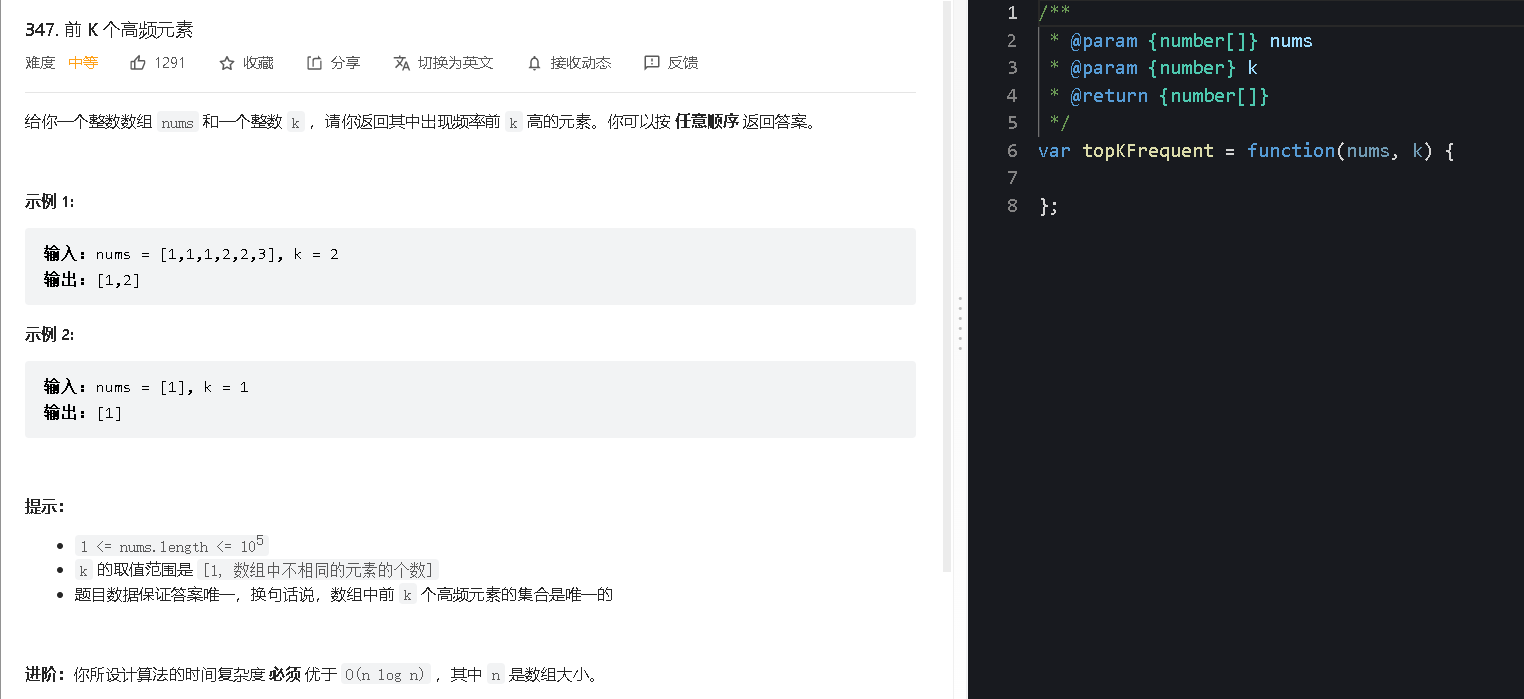 347. 前 K 个高频元素
难度 中等 1291 收藏 分享 切换为英文 接收动态 反馈
给你一个整数数组 nums 和一个整数 k ，请你返回其中出现频率前 k 高的元素。你可以按 任意顺序 返回答案。
示例 1:
输入: nums = [1,1,1,2,2,3], k = 2
输出: [1,2]
示例 2:
输入: nums = [1], k = 1
输出: [1]
提示：
1 <= nums.length <= 10⁵
k 的取值范围是 [1, 数组中不相同的元素的个数]
题目数据保证答案唯一，换句话说，数组中前 k 个高频元素的集合是唯一的
进阶：你所设计算法的时间复杂度 必须 优于 O(n log n) ，其中 n 是数组大小。
1 /**
2 * @param {number[]} nums
3 * @param {number} k
4 * @return {number[]}
5 */
6 var topKFrequent = function(nums, k) {
7
8 };